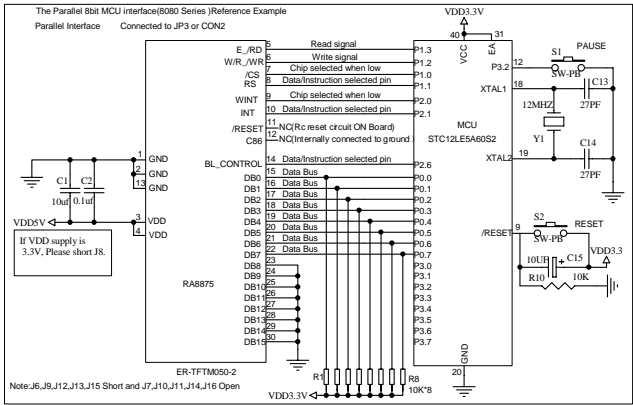 The Parallel 8bit MCU interface(8080 Series )Reference Example
Parallel Interface Connected to JP3 or CON2
VDD3.3V
40
31
VCC
EA
5
E_/RD
Read signal
P1.3
6
W/R_/WR
Write signal
P1.2
7
/CS
Chip selected when low
P1.0
8
RS
Data/Instruction selected pin
P1.1
9
WINT
Chip selected when low
P2.0
10
INT
Data/Instruction selected pin
P2.1
11
/RESET
NC(Rc reset circuit ON Board)
12
C86
NC(Internally connected to ground )
14
BL_CONTROL
Data/Instruction selected pin
P2.6
15
DB0
Data Bus
P0.0
16
DB1
Data Bus
P0.1
17
DB2
Data Bus
P0.2
18
DB3
Data Bus
P0.3
19
DB4
Data Bus
P0.4
20
DB5
Data Bus
P0.5
21
DB6
Data Bus
P0.6
22
DB7
Data Bus
P0.7
23
DB8
P3.0
24
DB9
P3.1
25
DB10
P3.2
26
DB11
P3.3
27
DB12
P3.4
28
DB13
P3.5
29
DB14
P3.6
30
DB15
P3.7
1
GND
2
GND
13
GND
3
VDD
4
VDD
C1
C2
10uf
0.1uf
VDD5V
If VDD supply is
3.3V, Please short J8.
RA8875
ER-TFTM050-2
MCU
STC12LE5A60S2
P3.2
12
S1
PAUSE
SW-PB
XTAL1
18
C13
27PF
12MHZ
Y1
XTAL2
19
C14
27PF
/RESET
9
S2
RESET
SW-PB
VDD3.3
10UF
+
C15
R10
10K
GND
20
R1
R8
10K*8
VDD3.3V
Note:J6,J9,J12,J13,J15 Short and J7,J10,J11,J14,J16 Open